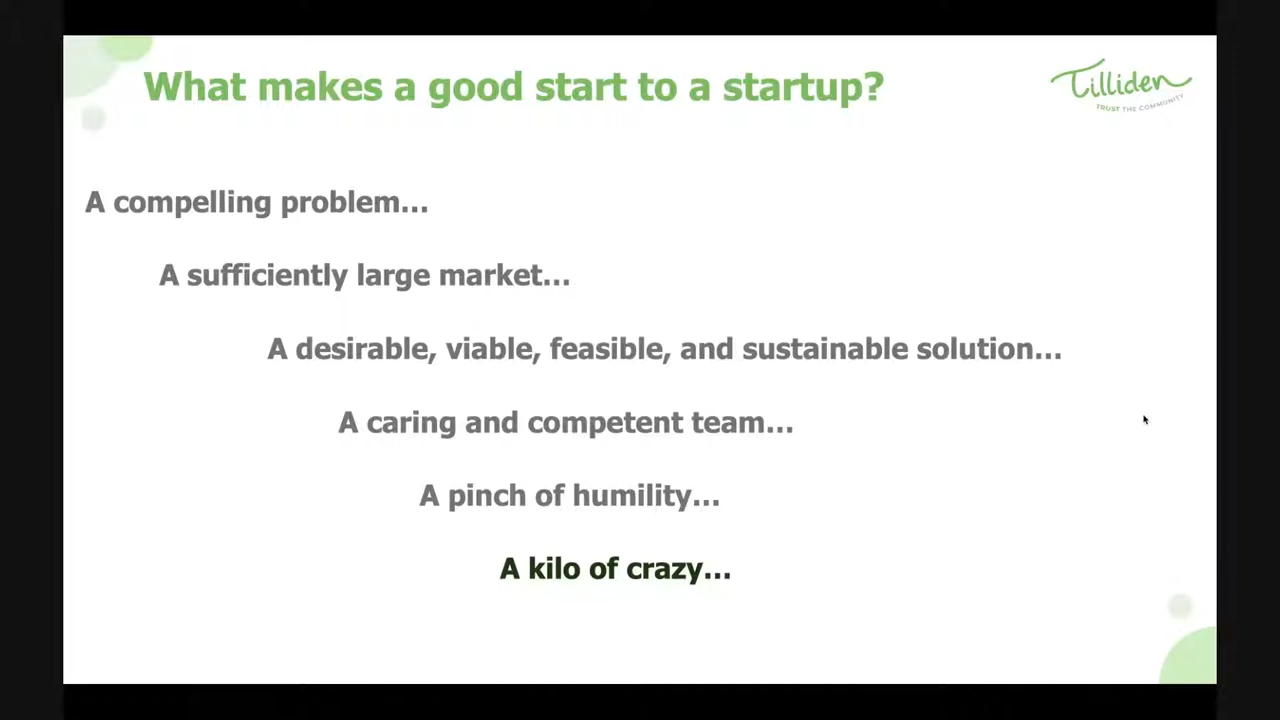 What makes a good start to a startup?
Tilliden
TRUST THE COMMUNITY
A compelling problem...
A sufficiently large market...
A desirable, viable, feasible, and sustainable solution...
A caring and competent team...
A pinch of humility...
A kilo of crazy...